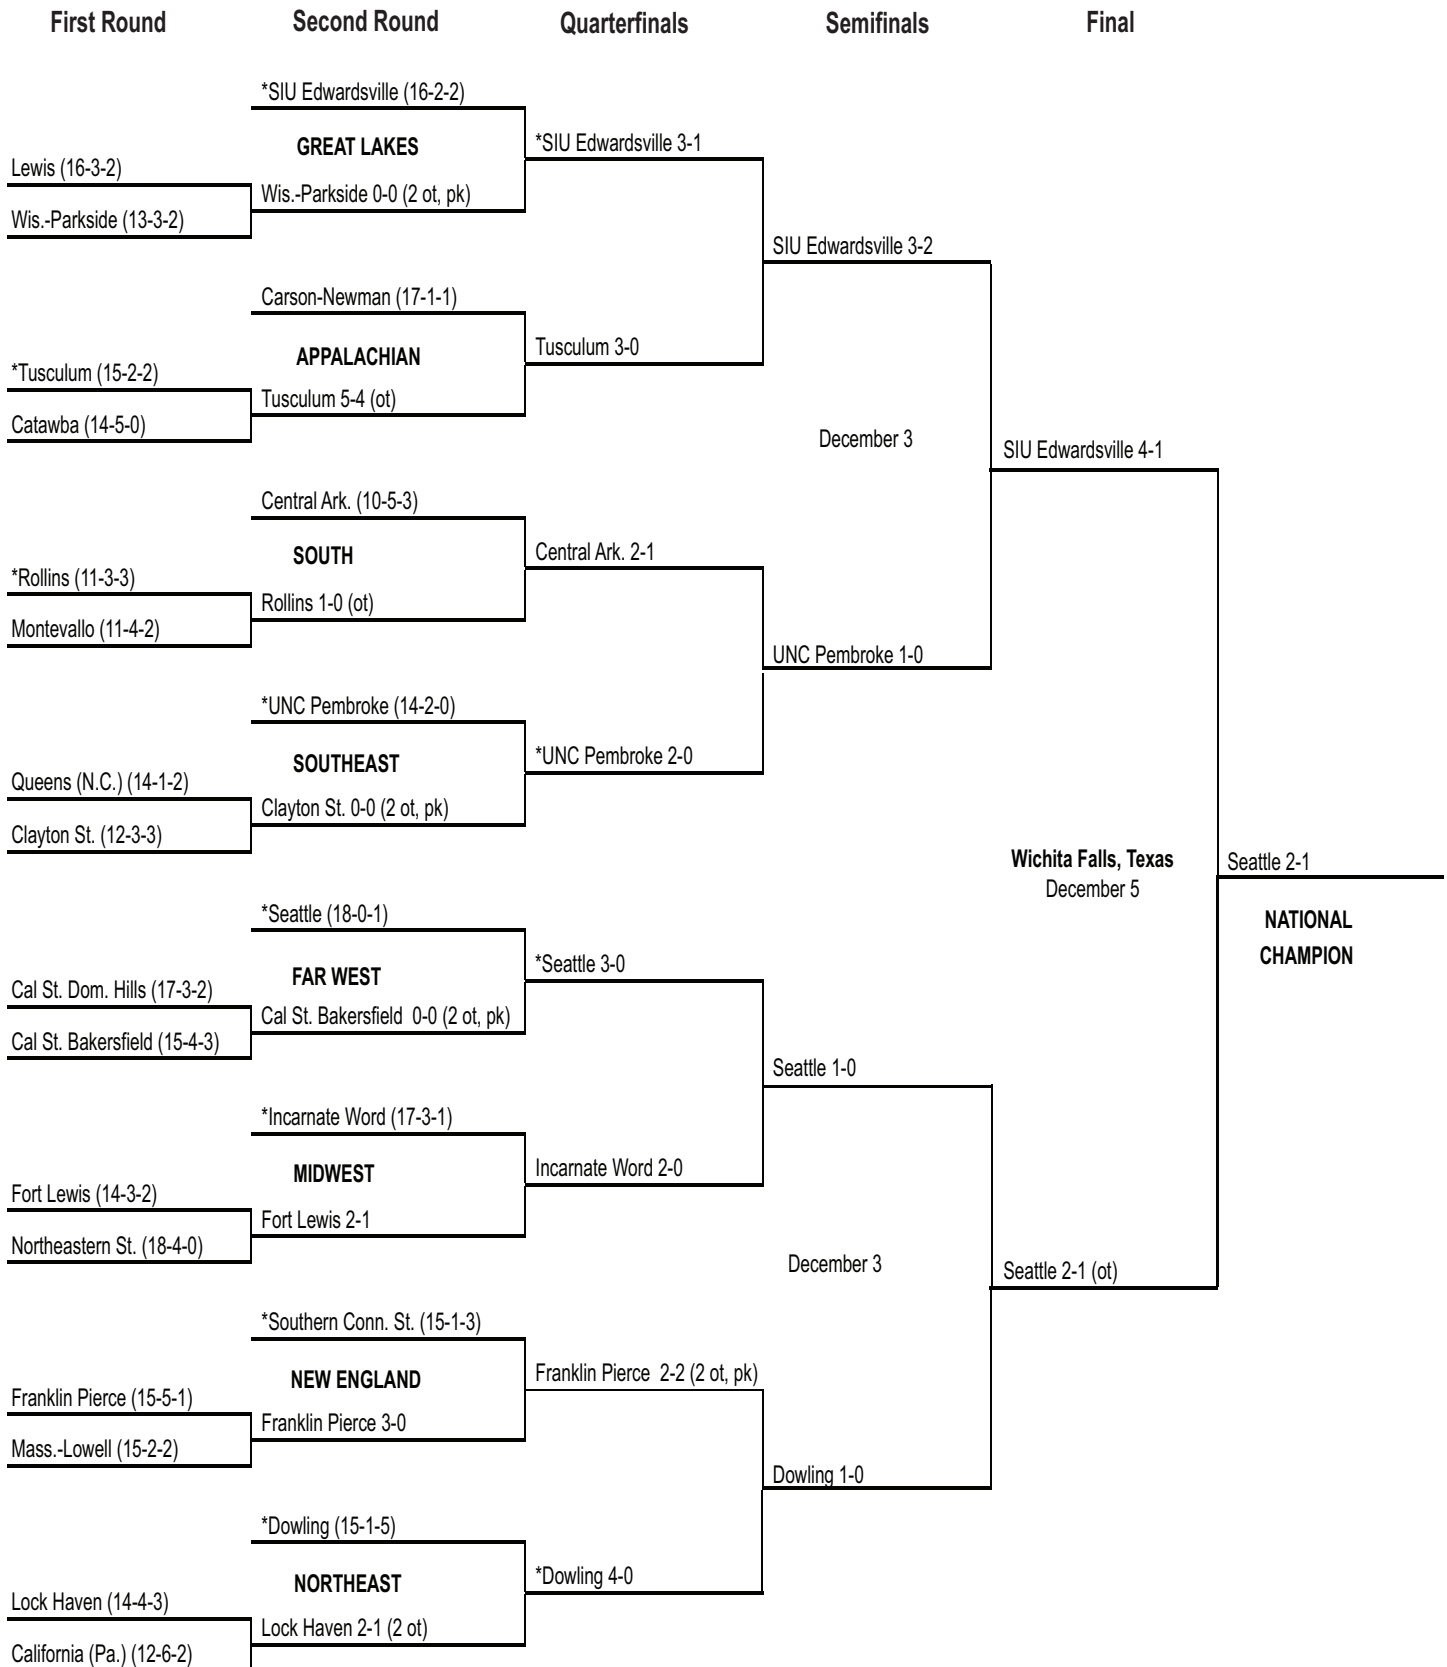 First Round
Second Round
Quarterfinals
Semifinals
Final
*SIU Edwardsville (16-2-2)
GREAT LAKES
*SIU Edwardsville 3-1
Lewis (16-3-2)
Wis.-Parkside 0-0 (2 ot, pk)
Wis.-Parkside (13-3-2)
SIU Edwardsville 3-2
Carson-Newman (17-1-1)
APPALACHIAN
Tusculum 3-0
*Tusculum (15-2-2)
Tusculum 5-4 (ot)
Catawba (14-5-0)
December 3
SIU Edwardsville 4-1
Central Ark. (10-5-3)
SOUTH
Central Ark. 2-1
*Rollins (11-3-3)
Rollins 1-0 (ot)
Montevallo (11-4-2)
UNC Pembroke 1-0
*UNC Pembroke (14-2-0)
SOUTHEAST
*UNC Pembroke 2-0
Queens (N.C.) (14-1-2)
Clayton St. 0-0 (2 ot, pk)
Clayton St. (12-3-3)
Wichita Falls, Texas
December 5
Seattle 2-1
NATIONAL
CHAMPION
*Seattle (18-0-1)
FAR WEST
*Seattle 3-0
Cal St. Dom. Hills (17-3-2)
Cal St. Bakersfield 0-0 (2 ot, pk)
Cal St. Bakersfield (15-4-3)
Seattle 1-0
*Incarnate Word (17-3-1)
MIDWEST
Incarnate Word 2-0
Fort Lewis (14-3-2)
Fort Lewis 2-1
Northeastern St. (18-4-0)
December 3
Seattle 2-1 (ot)
*Southern Conn. St. (15-1-3)
NEW ENGLAND
Franklin Pierce 2-2 (2 ot, pk)
Franklin Pierce (15-5-1)
Franklin Pierce 3-0
Mass.-Lowell (15-2-2)
Dowling 1-0
*Dowling (15-1-5)
NORTHEAST
*Dowling 4-0
Lock Haven (14-4-3)
Lock Haven 2-1 (2 ot)
California (Pa.) (12-6-2)